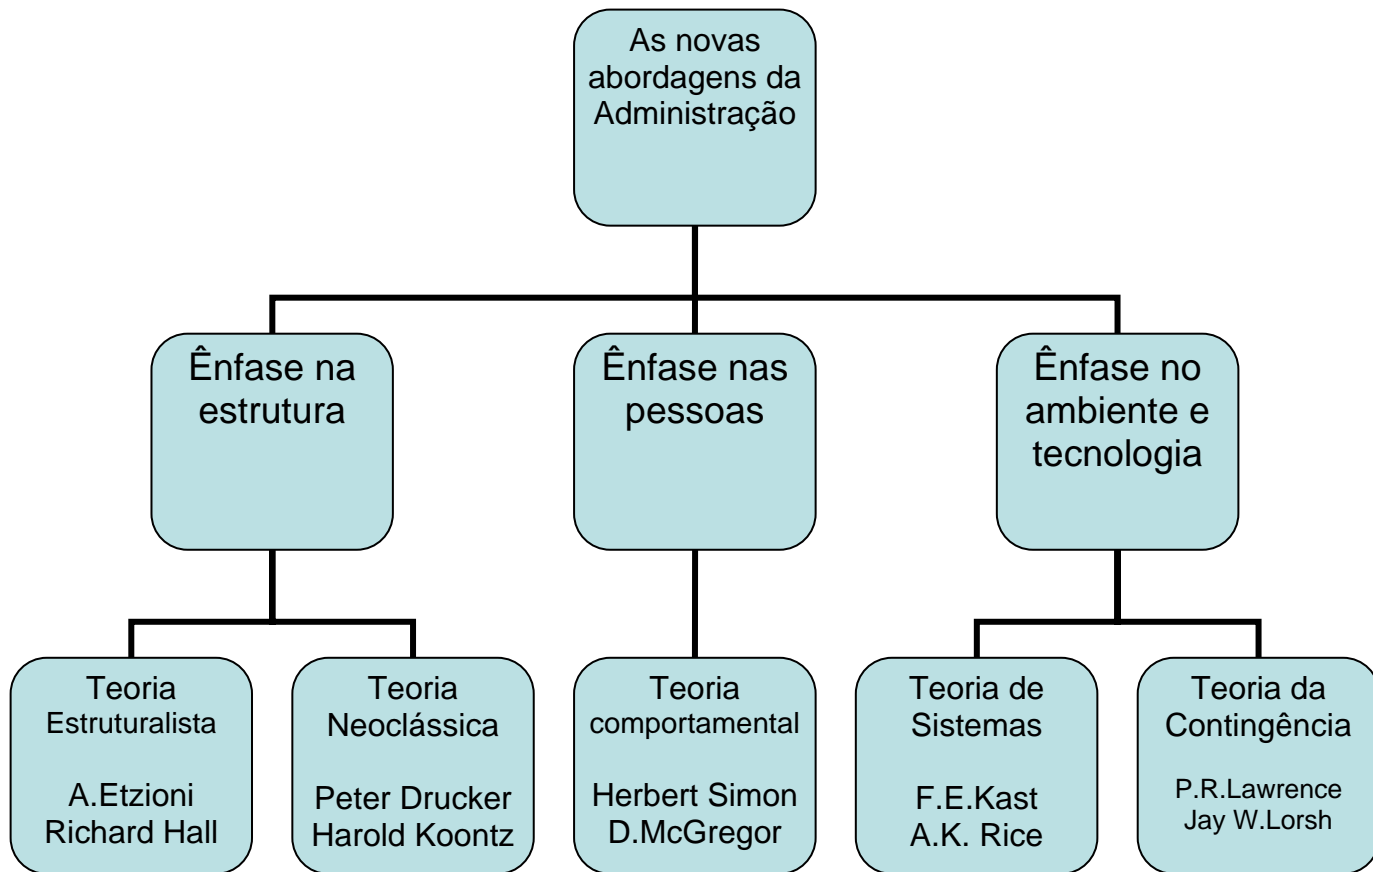 As novas
abordagens da
Administração
Ênfase na
estrutura
Ênfase nas
pessoas
Ênfase no
ambiente e
tecnologia
Teoria
Estruturalista
A.Etzioni
Richard Hall
Teoria
Neoclássica
Peter Drucker
Harold Koontz
Teoria
comportamental
Herbert Simon
D.McGregor
Teoria de
Sistemas
F.E.Kast
A.K. Rice
Teoria da
Contingência
P.R.Lawrence
Jay W.Lorsh